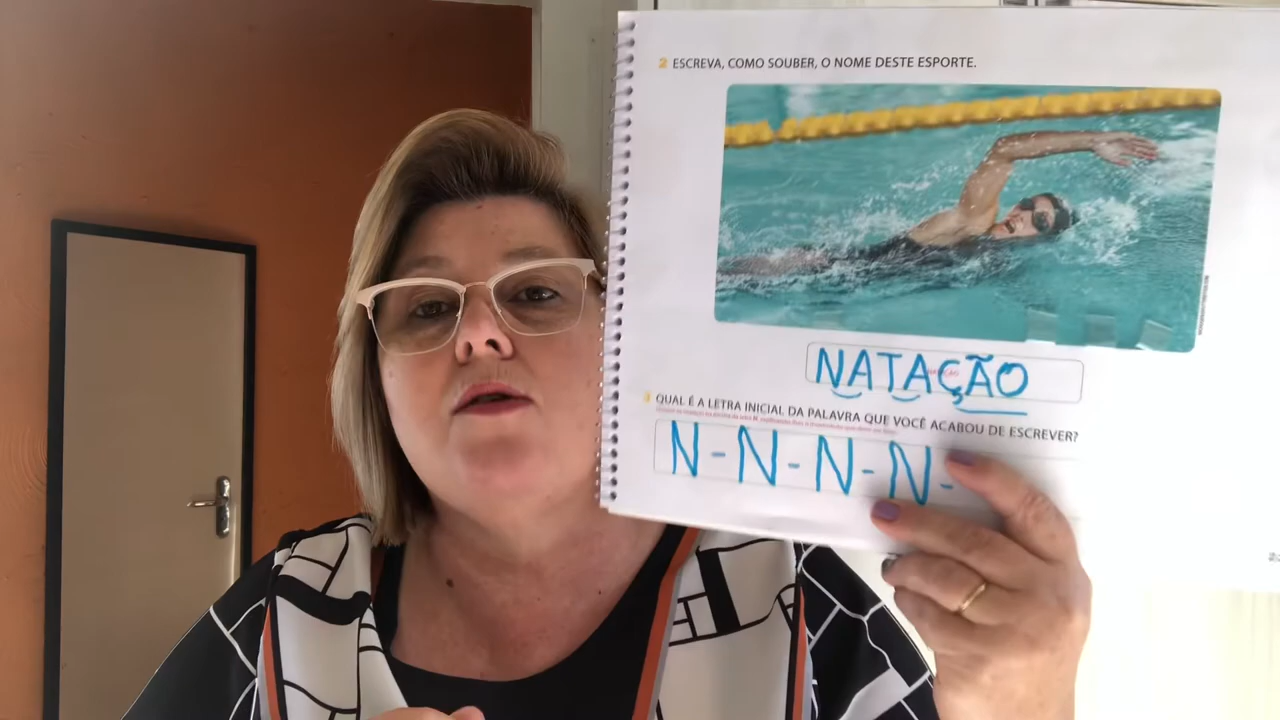 2 ESCREVA, COMO SOUBER, O NOME DESTE ESPORTE.
NATAÇÃO
3 QUAL É A LETRA INICIAL DA PALAVRA QUE VOCÊ ACABOU DE ESCREVER?
N - N - N - N -